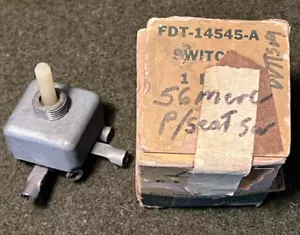 FDT-14545-A
SWITC
1
56 merc
P/Seat sw